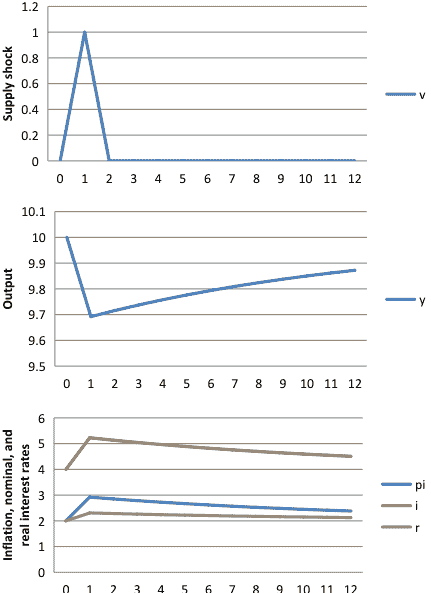 Supply shock
1.2
1
0.8
0.6
0.4
0.2
0
0 1 2 3 4 5 6 7 8 9 10 11 12
v
Output
10.1
10
9.9
9.8
9.7
9.6
9.5
0 1 2 3 4 5 6 7 8 9 10 11 12
y
Inflation, nominal, and
real interest rates
6
5
4
3
2
1
0
0 1 2 3 4 5 6 7 8 9 10 11 12
pi
i
r